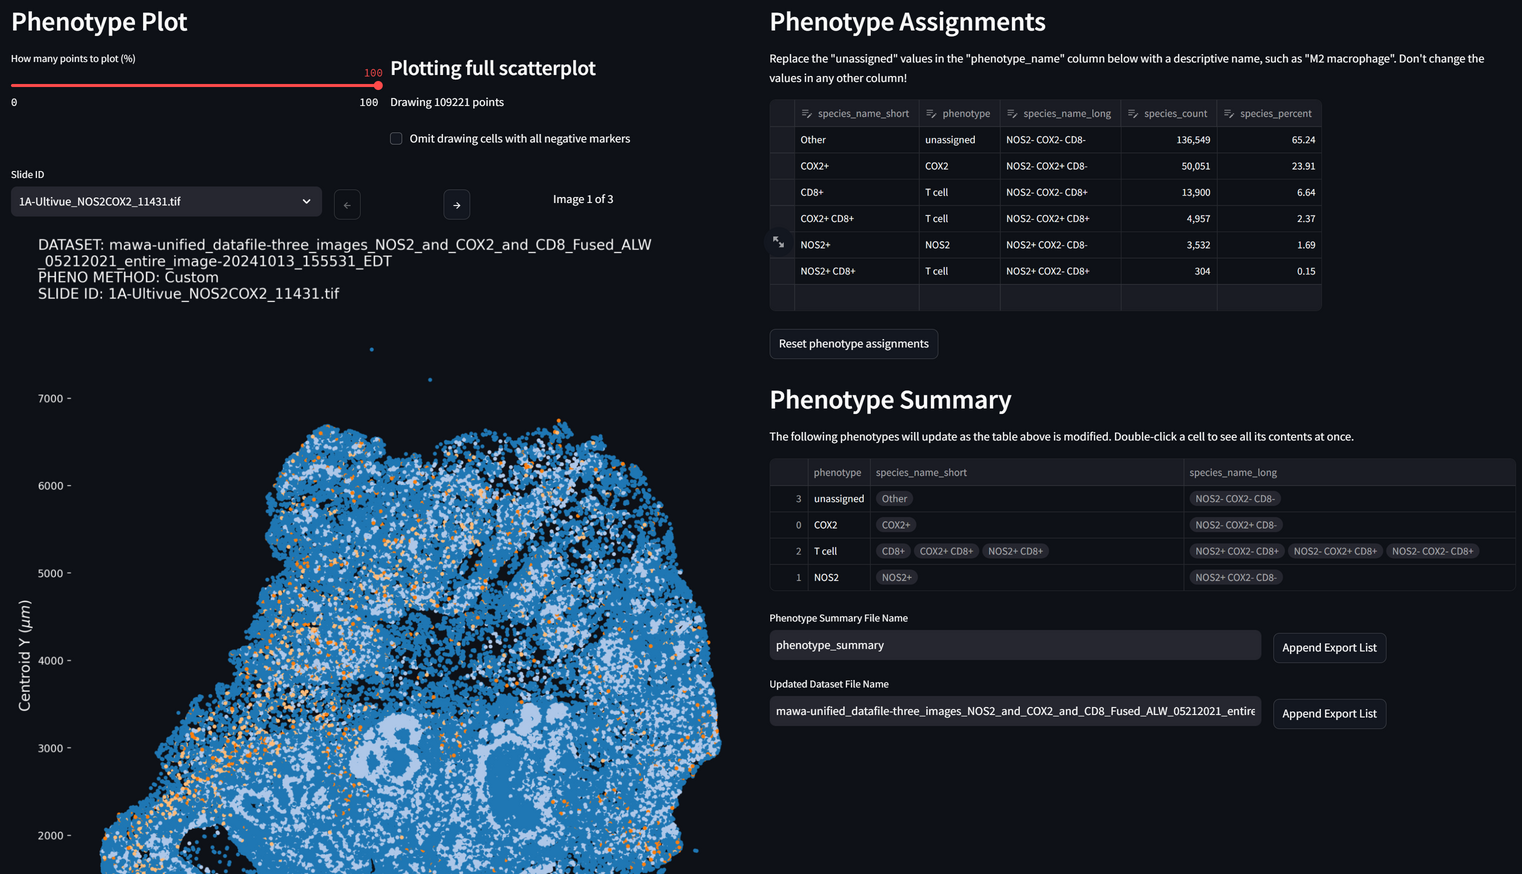 Phenotype Plot
How many points to plot (%)
100
0 100
Plotting full scatterplot
Drawing 109221 points
Omit drawing cells with all negative markers
Slide ID
1A-Ultivue_NOS2COX2_11431.tif
←
→
Image 1 of 3
DATASET: mawa-unified_datafile-three_images_NOS2_and_COX2_and_CD8_Fused_ALW
_05212021_entire_image-20241013_155531_EDT
PHENO METHOD: Custom
SLIDE ID: 1A-Ultivue_NOS2COX2_11431.tif
7000
6000
5000
4000
3000
2000
Centroid Y (μm)
Phenotype Assignments
Replace the "unassigned" values in the "phenotype_name" column below with a descriptive name, such as "M2 macrophage". Don't change the
values in any other column!
species_name_short phenotype species_name_long species_count species_percent
Other unassigned NOS2- COX2- CD8- 136,549 65.24
COX2+ COX2 NOS2- COX2+ CD8- 50,051 23.91
CD8+ T cell NOS2- COX2- CD8+ 13,900 6.64
COX2+ CD8+ T cell NOS2- COX2+ CD8+ 4,957 2.37
NOS2+ NOS2 NOS2+ COX2- CD8- 3,532 1.69
NOS2+ CD8+ T cell NOS2+ COX2- CD8+ 304 0.15
Reset phenotype assignments
Phenotype Summary
The following phenotypes will update as the table above is modified. Double-click a cell to see all its contents at once.
phenotype species_name_short species_name_long
3 unassigned Other NOS2- COX2- CD8-
0 COX2 COX2+ NOS2- COX2+ CD8-
2 T cell CD8+ COX2+ CD8+ NOS2+ CD8+ NOS2+ COX2- CD8+ NOS2- COX2+ CD8+ NOS2- COX2- CD8+
1 NOS2 NOS2+ NOS2+ COX2- CD8-
Phenotype Summary File Name
phenotype_summary Append Export List
Updated Dataset File Name
mawa-unified_datafile-three_images_NOS2_and_COX2_and_CD8_Fused_ALW_05212021_entire Append Export List